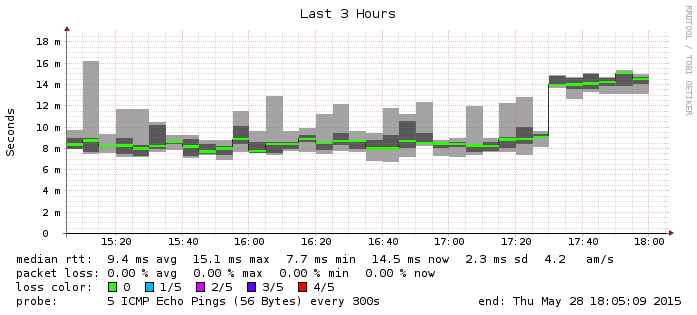 Last 3 Hours
RRDTOOL / TOBI OETIKER
Seconds
18 m
16 m
14 m
12 m
10 m
8 m
6 m
4 m
2 m
0
15:20 15:40 16:00 16:20 16:40 17:00 17:20 17:40 18:00
median rtt: 9.4 ms avg 15.1 ms max 7.7 ms min 14.5 ms now 2.3 ms sd 4.2 am/s
packet loss: 0.00 % avg 0.00 % max 0.00 % min 0.00 % now
loss color: 0 1/5 2/5 3/5 4/5
probe: 5 ICMP Echo Pings (56 Bytes) every 300s end: Thu May 28 18:05:09 2015